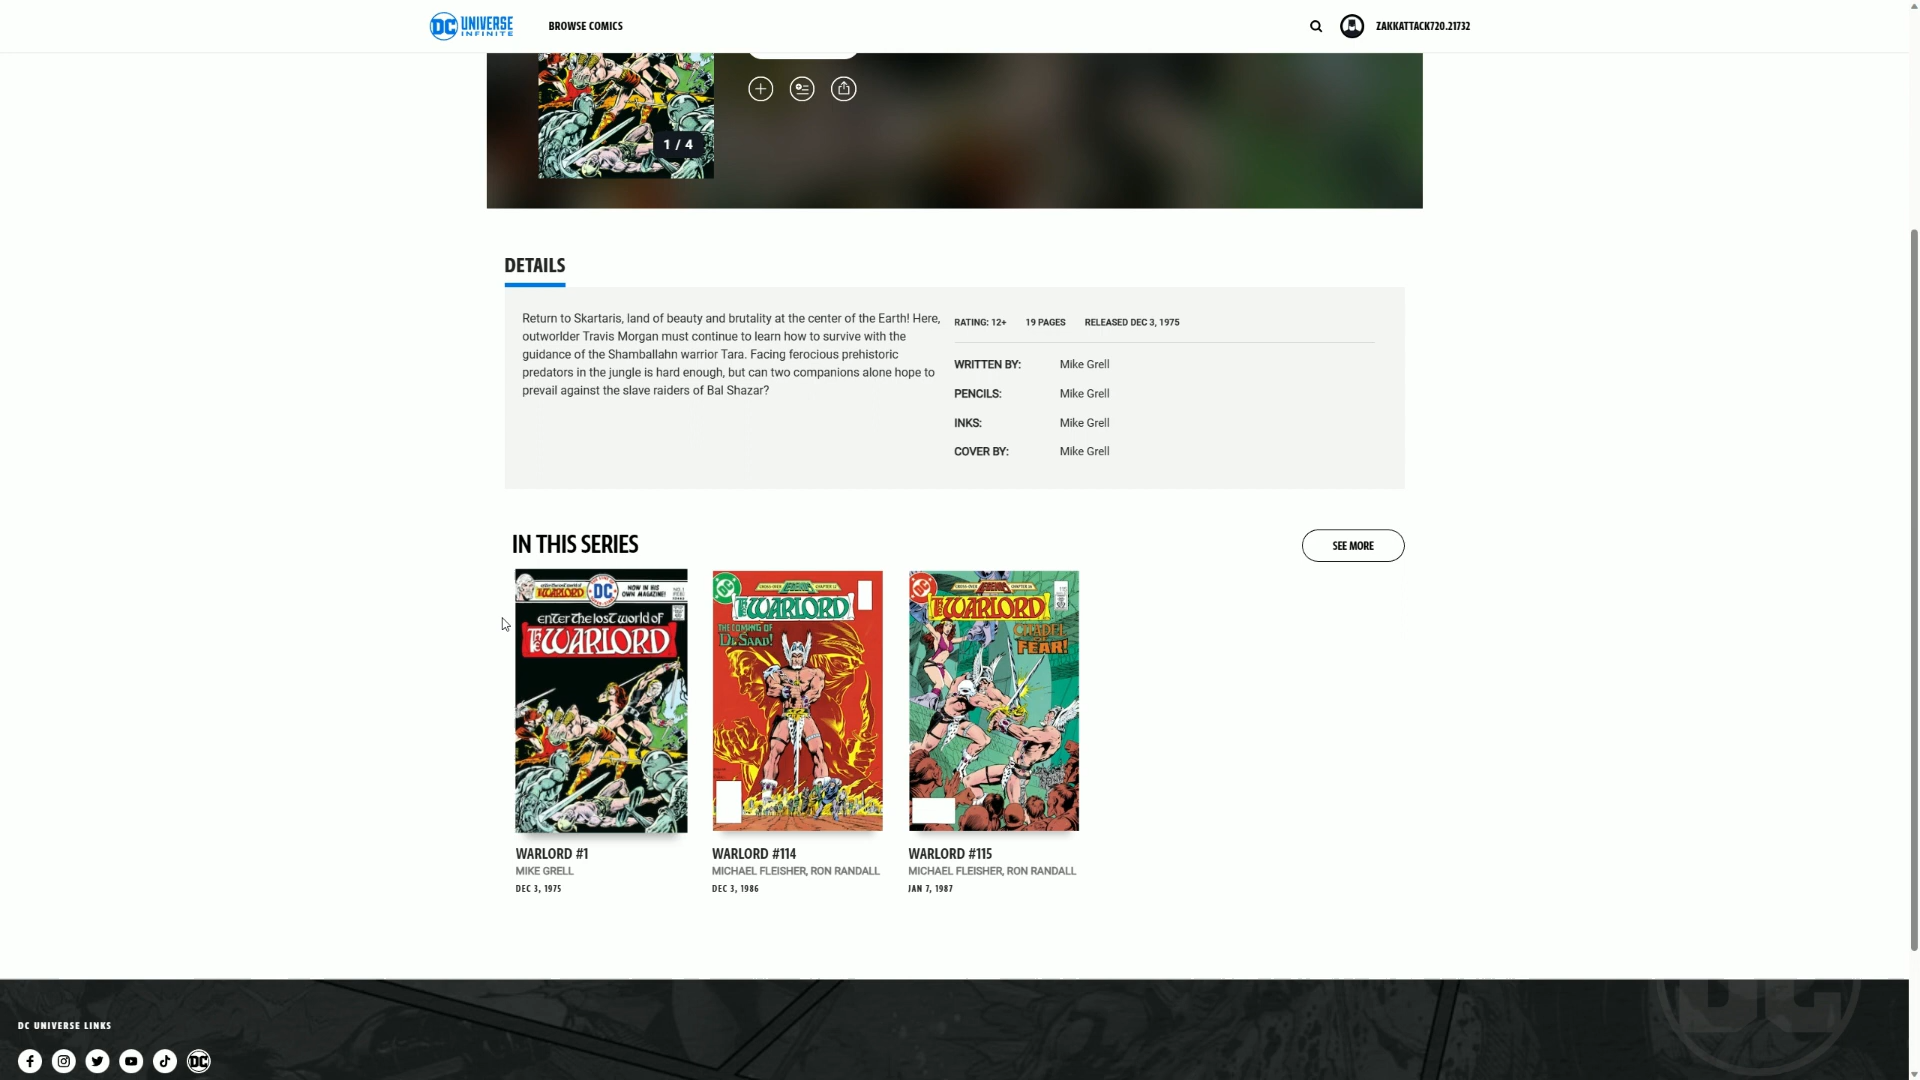 DC UNIVERSE INFINITE
BROWSE COMICS
ZAKKATTACK720.21732
1 / 4
DETAILS
Return to Skartaris, land of beauty and brutality at the center of the Earth! Here,
outworlder Travis Morgan must continue to learn how to survive with the
guidance of the Shamballahn warrior Tara. Facing ferocious prehistoric
predators in the jungle is hard enough, but can two companions alone hope to
prevail against the slave raiders of Bal Shazar?
RATING: 12+ 19 PAGES RELEASED DEC 3, 1975
WRITTEN BY: Mike Grell
PENCILS: Mike Grell
INKS: Mike Grell
COVER BY: Mike Grell
IN THIS SERIES
SEE MORE
WARLORD
DC
NOW IN HIS
OWN MAGAZINE!
enter the lost world of
THE WARLORD
WARLORD #1
MIKE GRELL
DEC 3, 1975
DC
THE WARLORD
THE COMING OF
DeSAAD!
WARLORD #114
MICHAEL FLEISHER, RON RANDALL
DEC 3, 1986
DC
THE WARLORD
CITADEL
OF
FEAR!
WARLORD #115
MICHAEL FLEISHER, RON RANDALL
JAN 7, 1987
DC UNIVERSE LINKS
DC